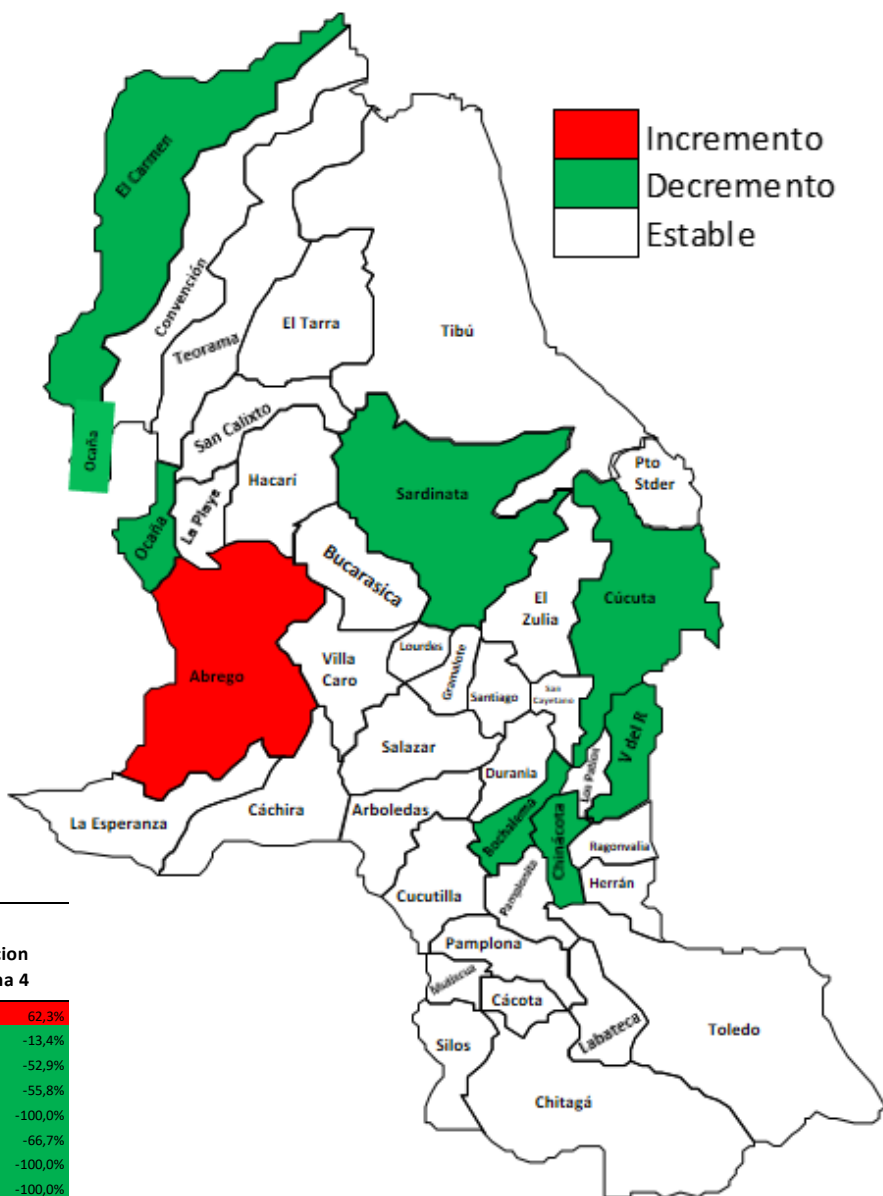 Incremento
Decremento
Estable
El Carmen
Convención
Teorama
El Tarra
Tibú
San Calixto
Ocaña
Hacarí
Sardinata
Pto
Stder
La Playa
Ocaña
Bucarasica
El
Zulia
Cúcuta
Abrego
Villa
Caro
Lourdes
Gramalote
Santiago
San
Cayetano
V del R
Salazar
Durania
Los Patios
La Esperanza
Cáchira
Arboledas
Bochalema
Chinácota
Ragonvalia
Herrán
Cucutilla
Pamplonita
Pamplona
Mutiscua
Cácota
Labateca
Toledo
Silos
Chitagá
cion
na 4
62,3%
-13,4%
-52,9%
-55,8%
-100,0%
-66,7%
-100,0%
-100,0%